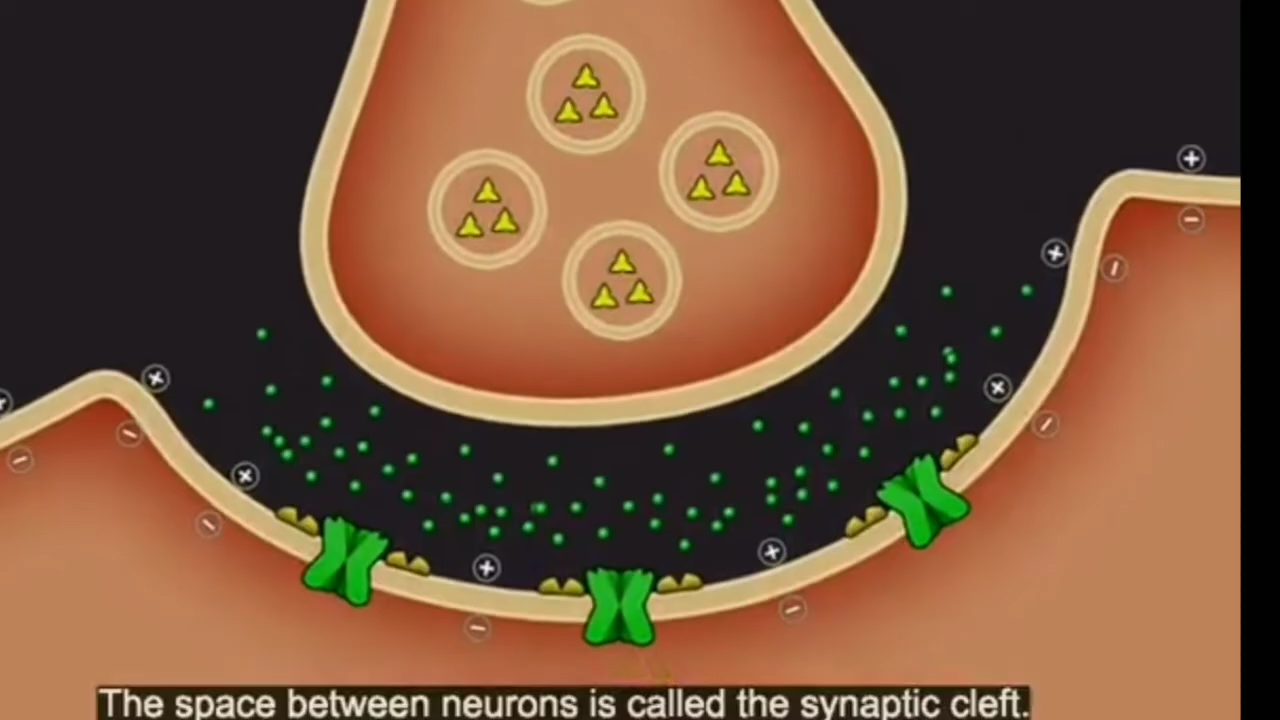 The space between neurons is called the synaptic cleft.